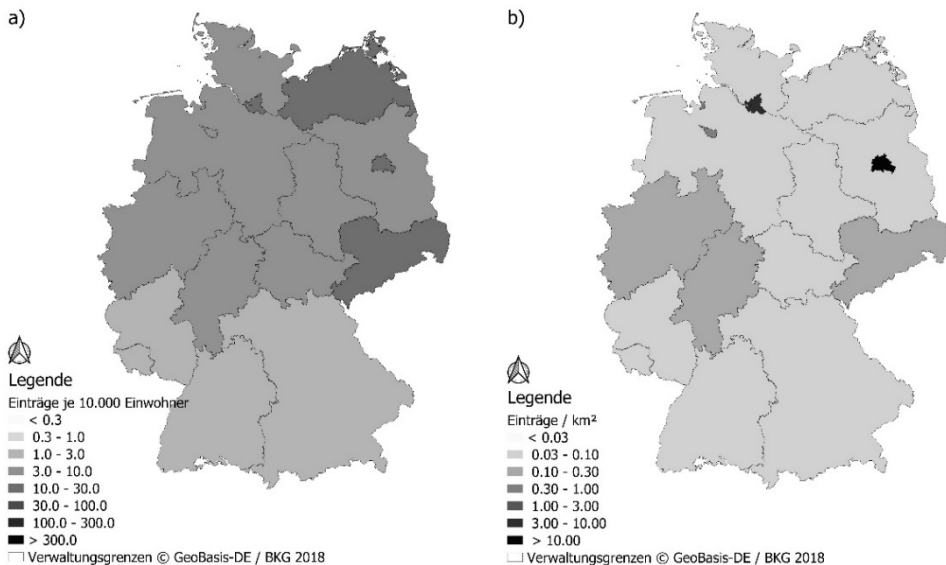 a)
Legende
Einträge je 10.000 Einwohner
< 0.3
0.3 - 1.0
1.0 - 3.0
3.0 - 10.0
10.0 - 30.0
30.0 - 100.0
100.0 - 300.0
> 300.0
Verwaltungsgrenzen © GeoBasis-DE / BKG 2018
b)
Legende
Einträge / km²
< 0.03
0.03 - 0.10
0.10 - 0.30
0.30 - 1.00
1.00 - 3.00
3.00 - 10.00
> 10.00
Verwaltungsgrenzen © GeoBasis-DE / BKG 2018